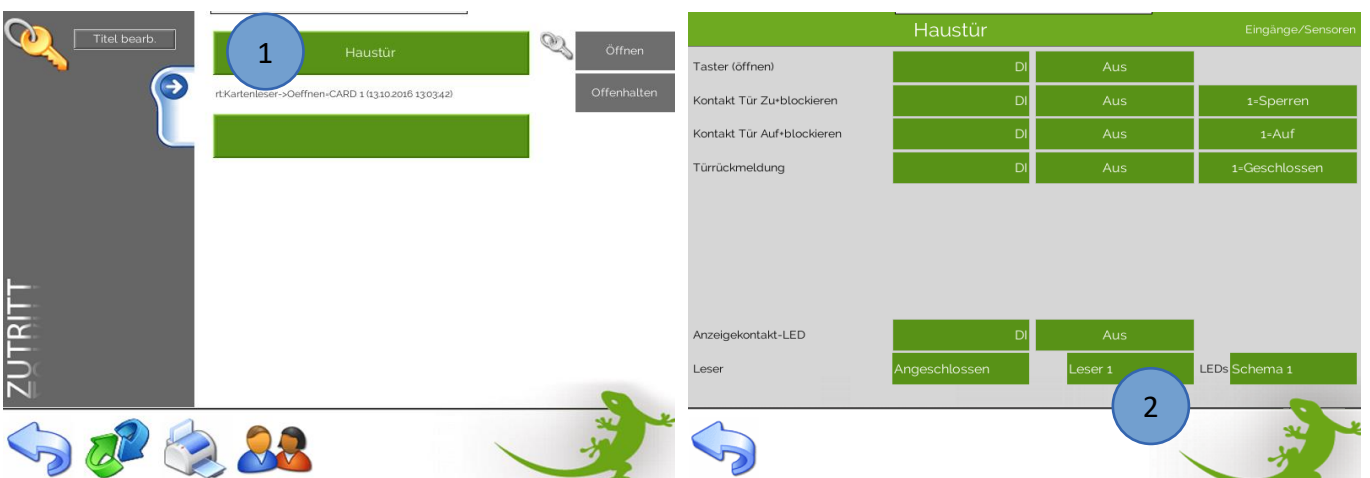 Titel bearb.
1
Haustür
Öffnen
rt:Kartenleser->Oeffnen=CARD 1 (13.10.2016 13:03:42)
Offenhalten
ZUTRITT
Haustür
Eingänge/Sensoren
Taster (öffnen) DI Aus
Kontakt Tür Zu+blockieren DI Aus 1=Sperren
Kontakt Tür Auf+blockieren DI Aus 1=Auf
Türrückmeldung DI Aus 1=Geschlossen
Anzeigekontakt-LED DI Aus
Leser Angeschlossen Leser 1 LEDs Schema 1
2